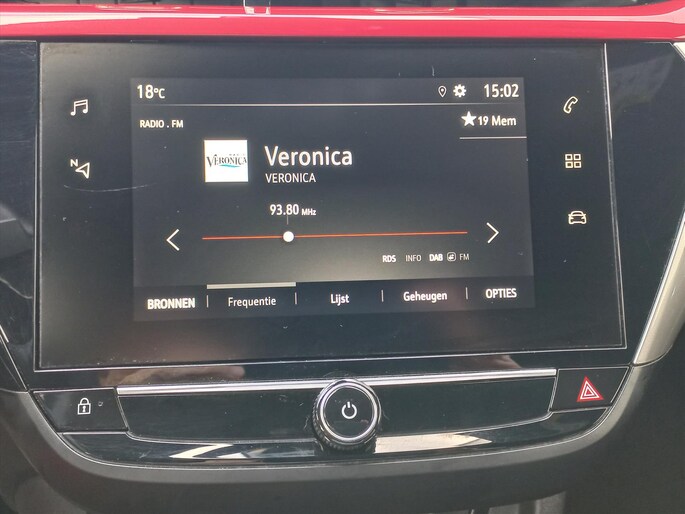 18°C
15:02
RADIO . FM
★19 Mem
VERONICA
Veronica
VERONICA
93.80 MHz
N
RDS INFO DAB FM
BRONNEN Frequentie Lijst Geheugen OPTIES